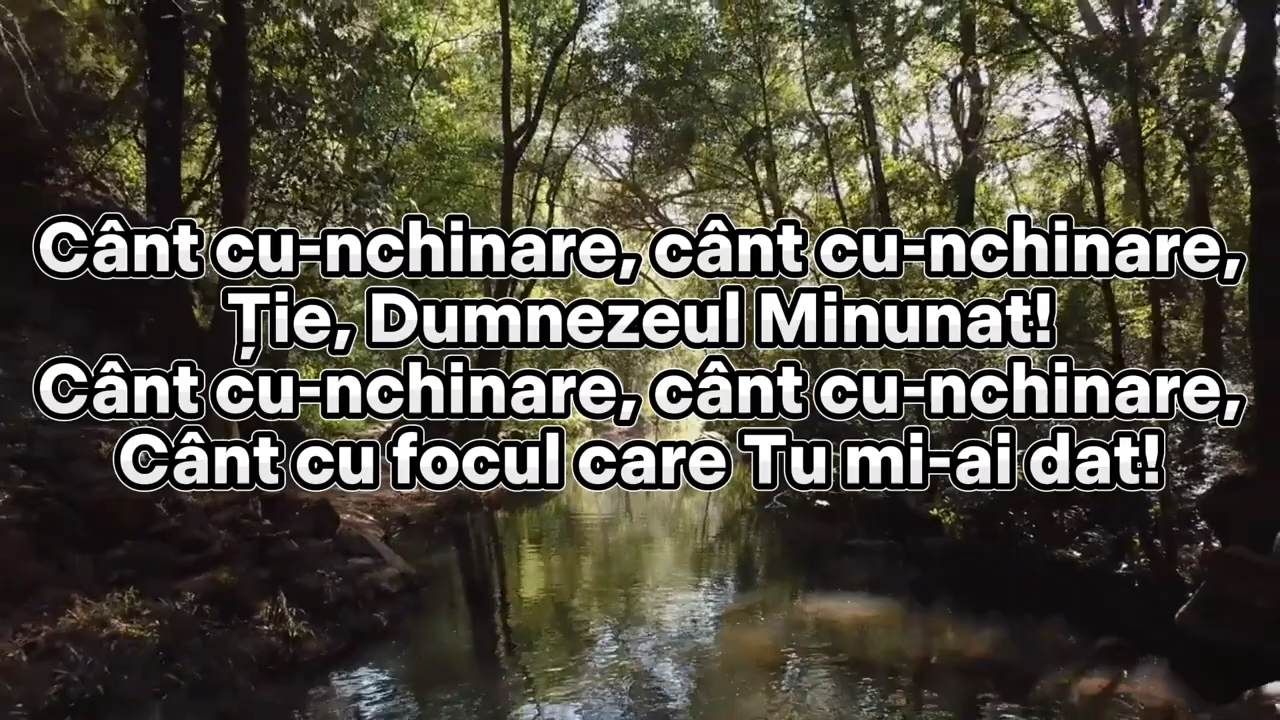 Cânt cu-nchinare, cânt cu-nchinare,
Ție, Dumnezeul Minunat!
Cânt cu-nchinare, cânt cu-nchinare,
Cânt cu focul care Tu mi-ai dat!